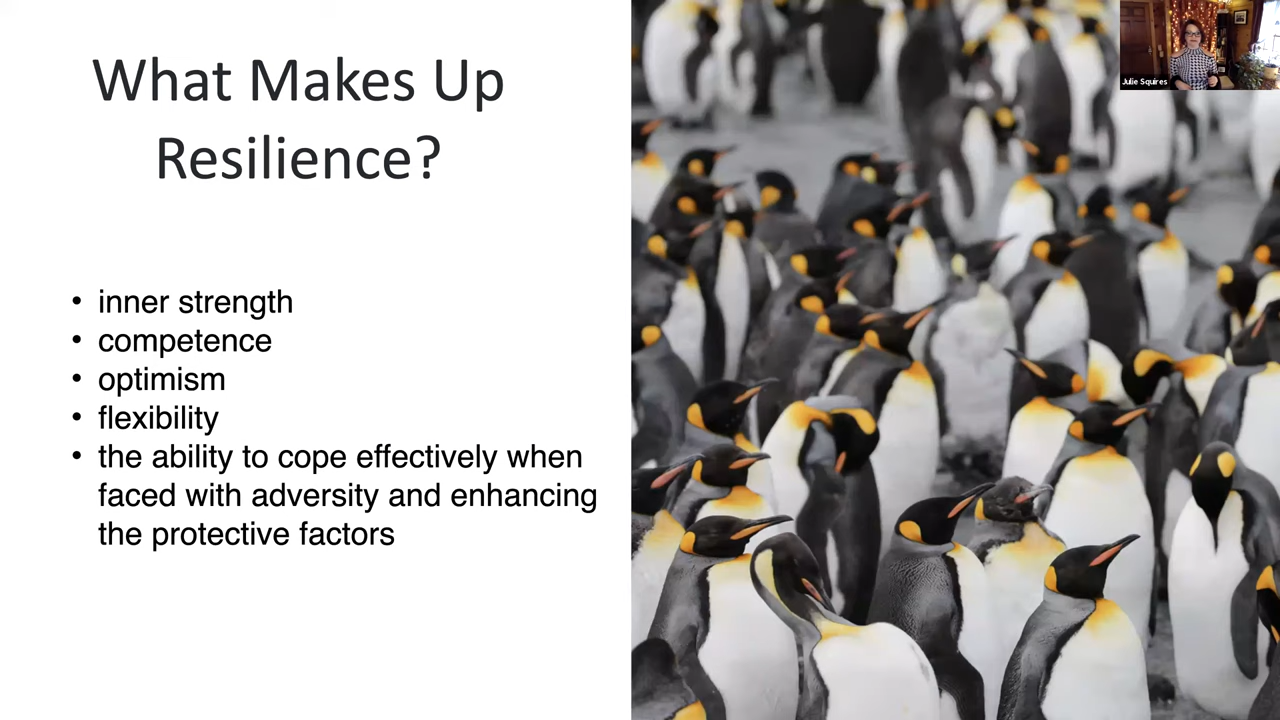 What Makes Up
Resilience?
• inner strength
• competence
• optimism
• flexibility
• the ability to cope effectively when
faced with adversity and enhancing
the protective factors
Julie Squires